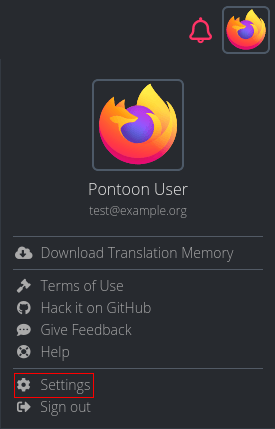 Pontoon User
test@example.org
Download Translation Memory
Terms of Use
Hack it on GitHub
Give Feedback
Help
Settings
Sign out